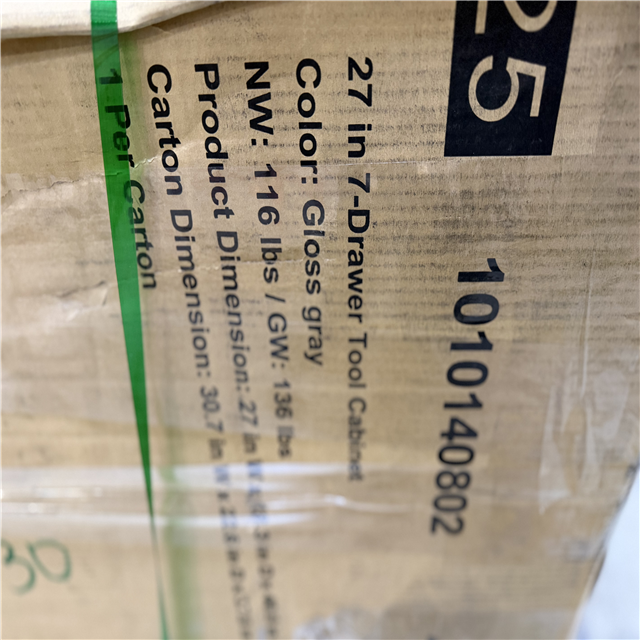 25
1010140802
27 in 7-Drawer Tool Cabinet
Color: Gloss gray
NW: 116 lbs / GW: 136 lbs
Product Dimension: 27 in
Carton Dimension: 30.7 in
1 Per Carton
30